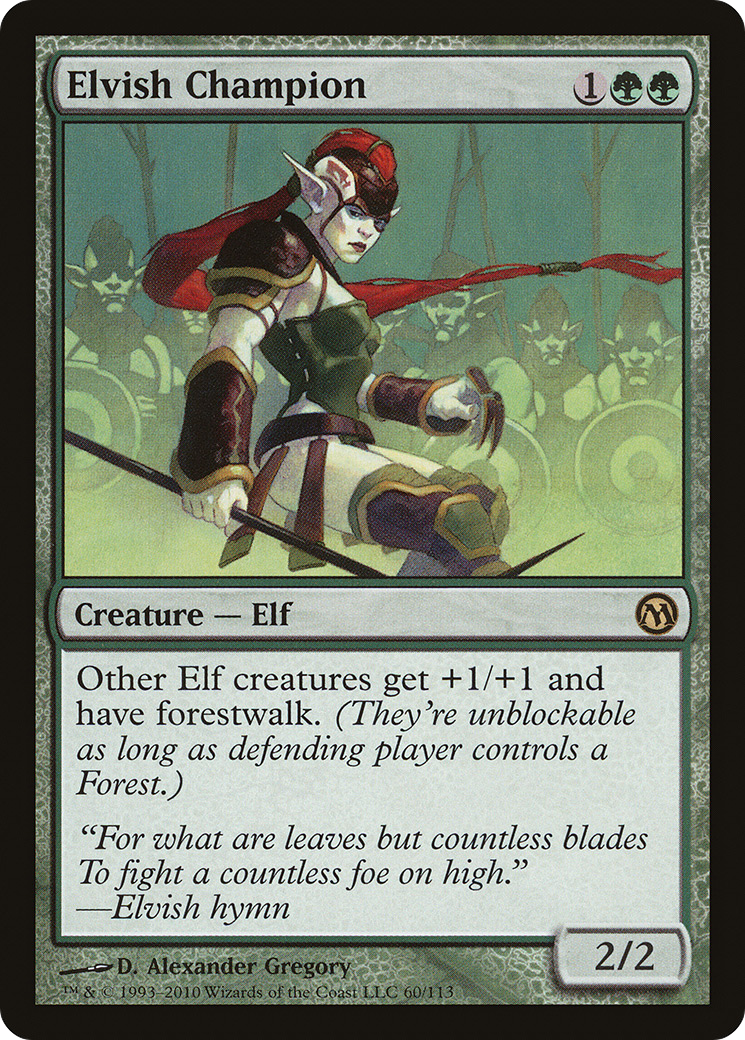 Elvish Champion 1
Creature — Elf
Other Elf creatures get +1/+1 and
have forestwalk. (They're unblockable
as long as defending player controls a
Forest.)
“For what are leaves but countless blades
To fight a countless foe on high.”
—Elvish hymn
2/2
D. Alexander Gregory
™ & © 1993–2010 Wizards of the Coast LLC 60/113